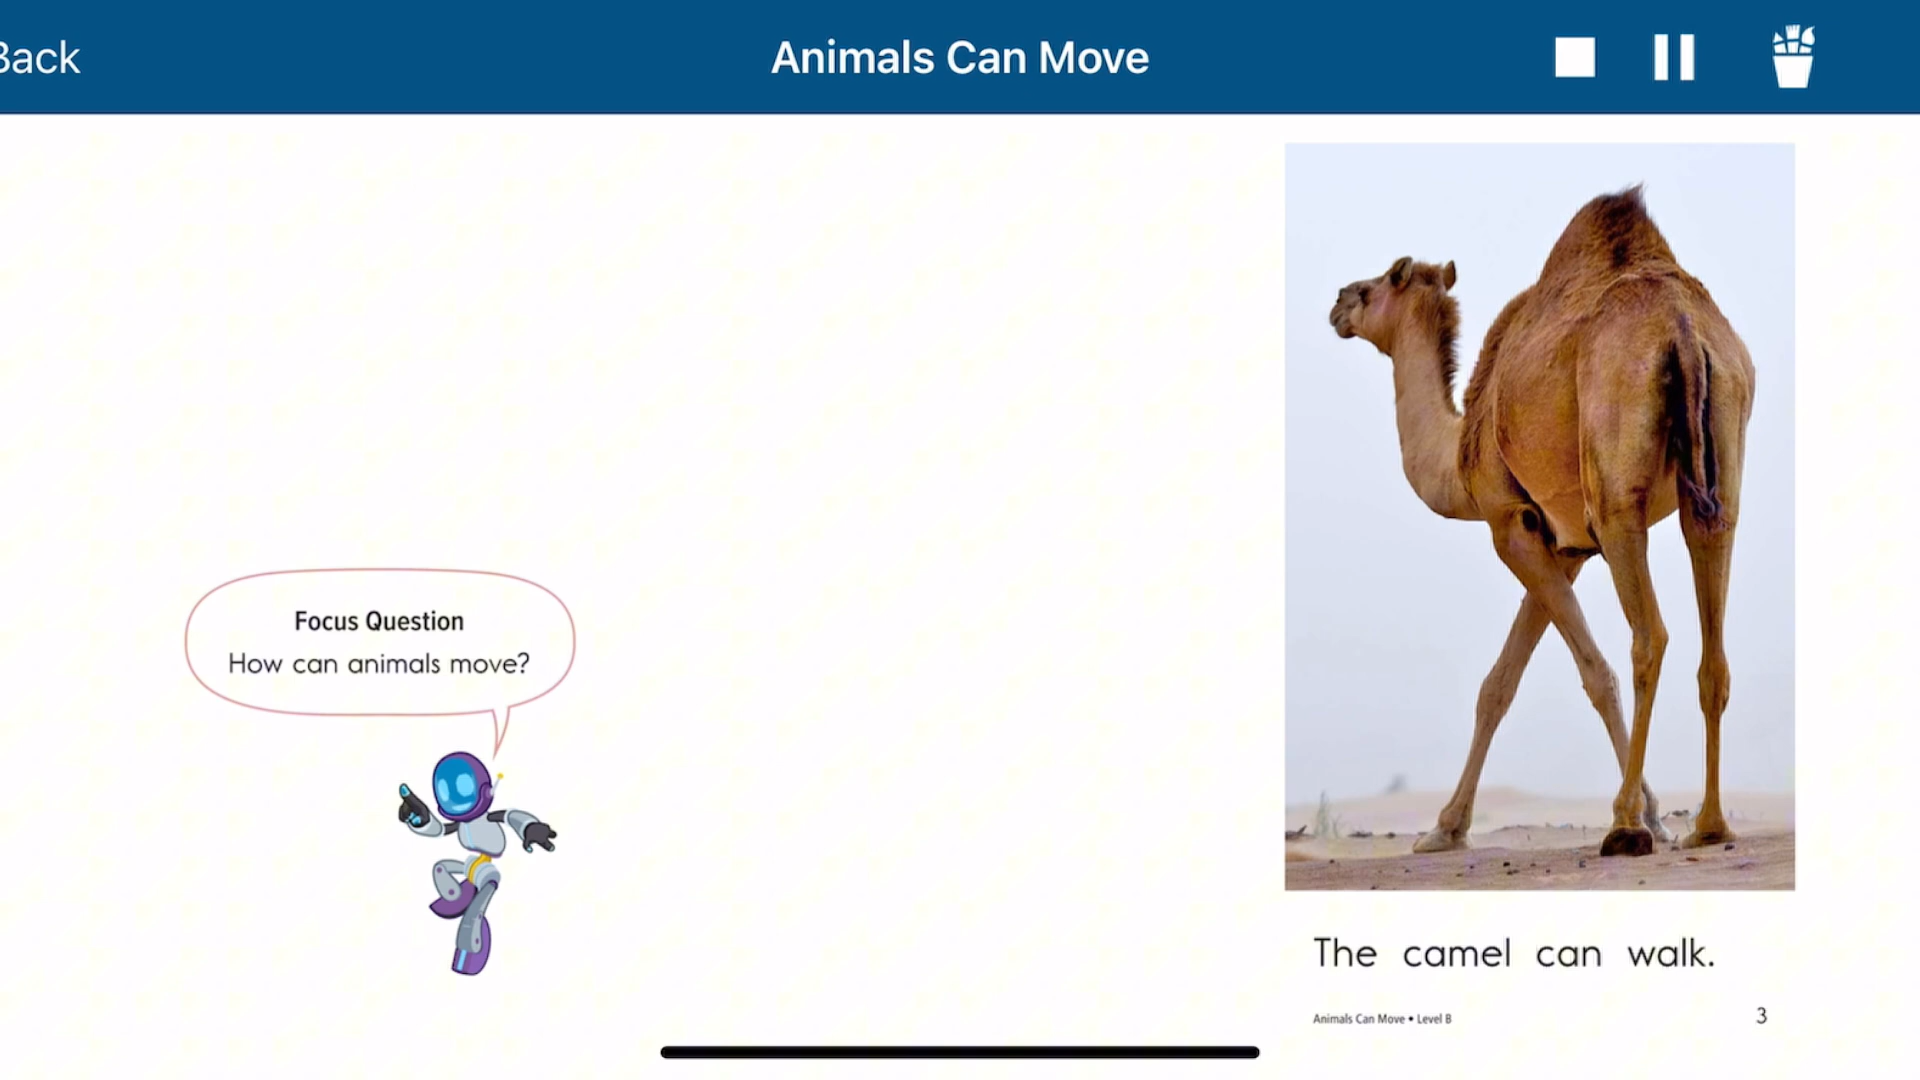 Back
Animals Can Move
Focus Question
How can animals move?
The camel can walk.
Animals Can Move • Level B
3